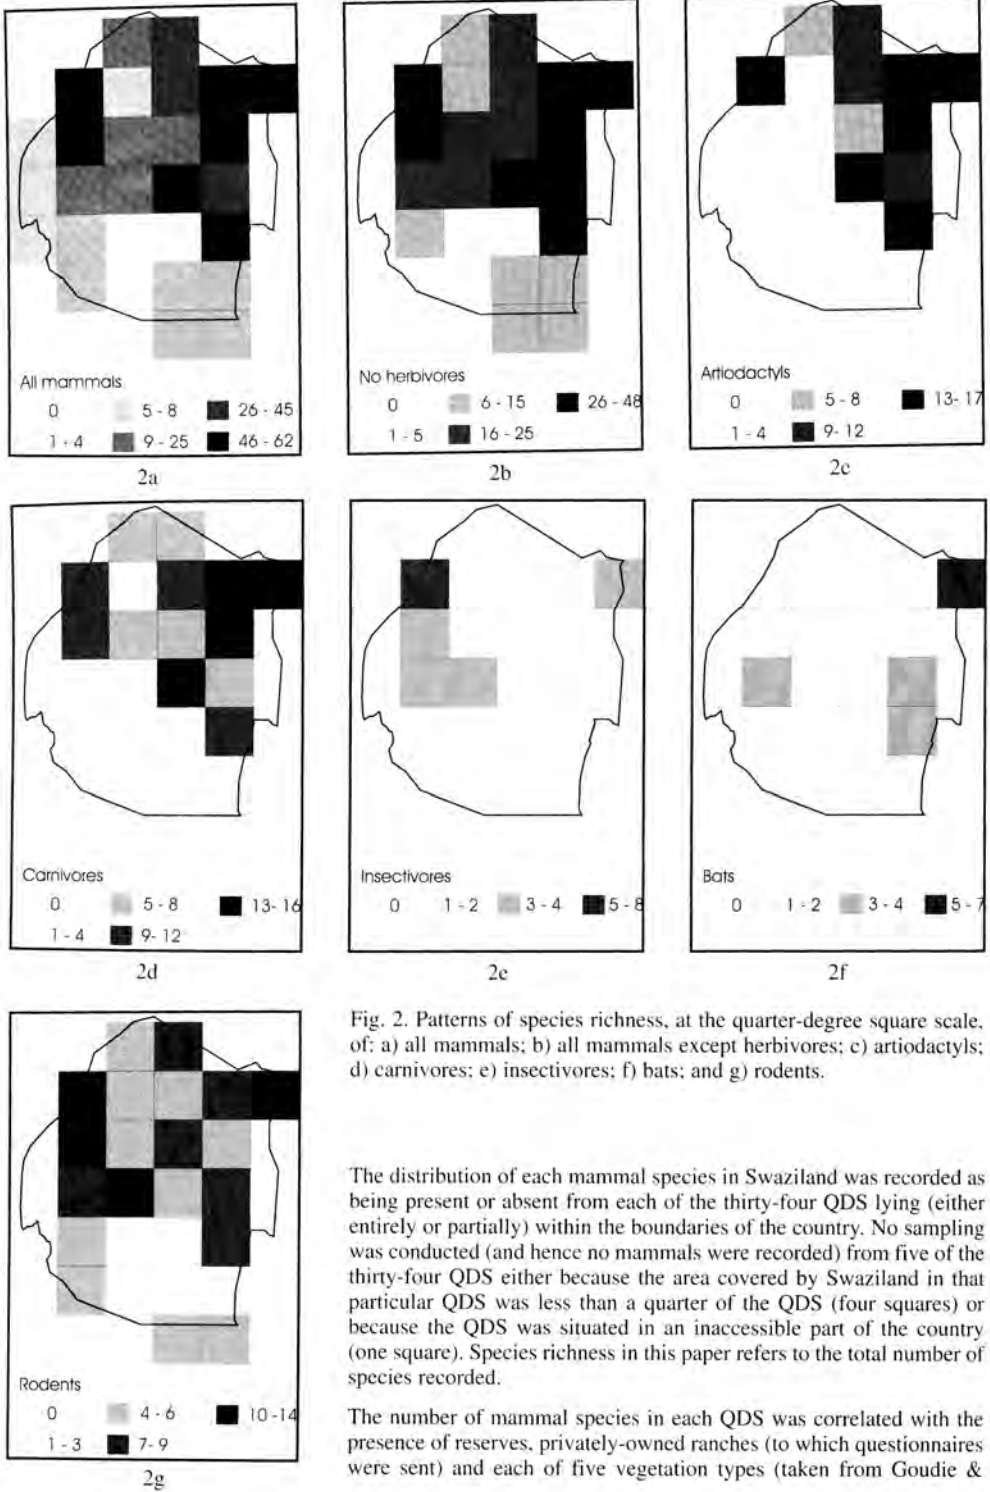 All mammals
0 5 - 8 26 - 45
1 - 4 9 - 25 46 - 62
2a
No herbivores
0 6 - 15 26 - 48
1 - 5 16 - 25
2b
Artiodactyls
0 5 - 8 13- 17
1 - 4 9- 12
2c
Carnivores
0 5 - 8 13- 16
1 - 4 9- 12
2d
Insectivores
0 1 - 2 3 - 4 5 - 8
2e
Bats
0 1 - 2 3 - 4 5 - 7
2f
Rodents
0 4 - 6 10 -14
1 - 3 7- 9
2g
Fig. 2. Patterns of species richness, at the quarter-degree square scale,
of: a) all mammals; b) all mammals except herbivores; c) artiodactyls;
d) carnivores; e) insectivores; f) bats; and g) rodents.
The distribution of each mammal species in Swaziland was recorded as
being present or absent from each of the thirty-four QDS lying (either
entirely or partially) within the boundaries of the country. No sampling
was conducted (and hence no mammals were recorded) from five of the
thirty-four QDS either because the area covered by Swaziland in that
particular QDS was less than a quarter of the QDS (four squares) or
because the QDS was situated in an inaccessible part of the country
(one square). Species richness in this paper refers to the total number of
species recorded.
The number of mammal species in each QDS was correlated with the
presence of reserves, privately-owned ranches (to which questionnaires
were sent) and each of five vegetation types (taken from Goudie &